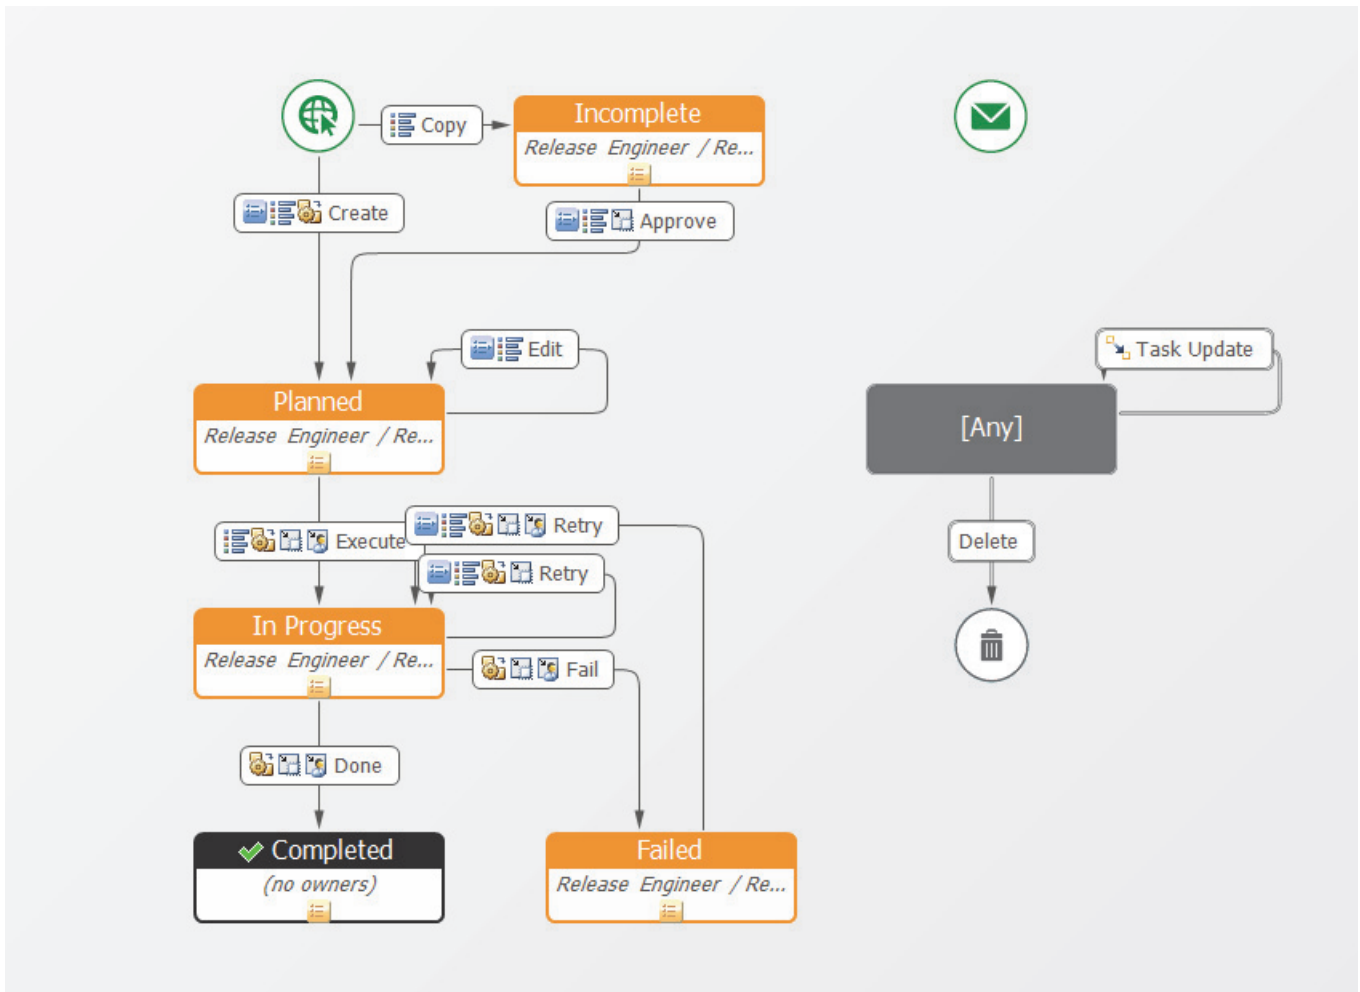 Copy
Incomplete
Release Engineer / Re...
Create
Approve
Edit
Task Update
Planned
Release Engineer / Re...
[Any]
Execute
Retry
Delete
Retry
In Progress
Release Engineer / Re...
Fail
Done
Completed
(no owners)
Failed
Release Engineer / Re...